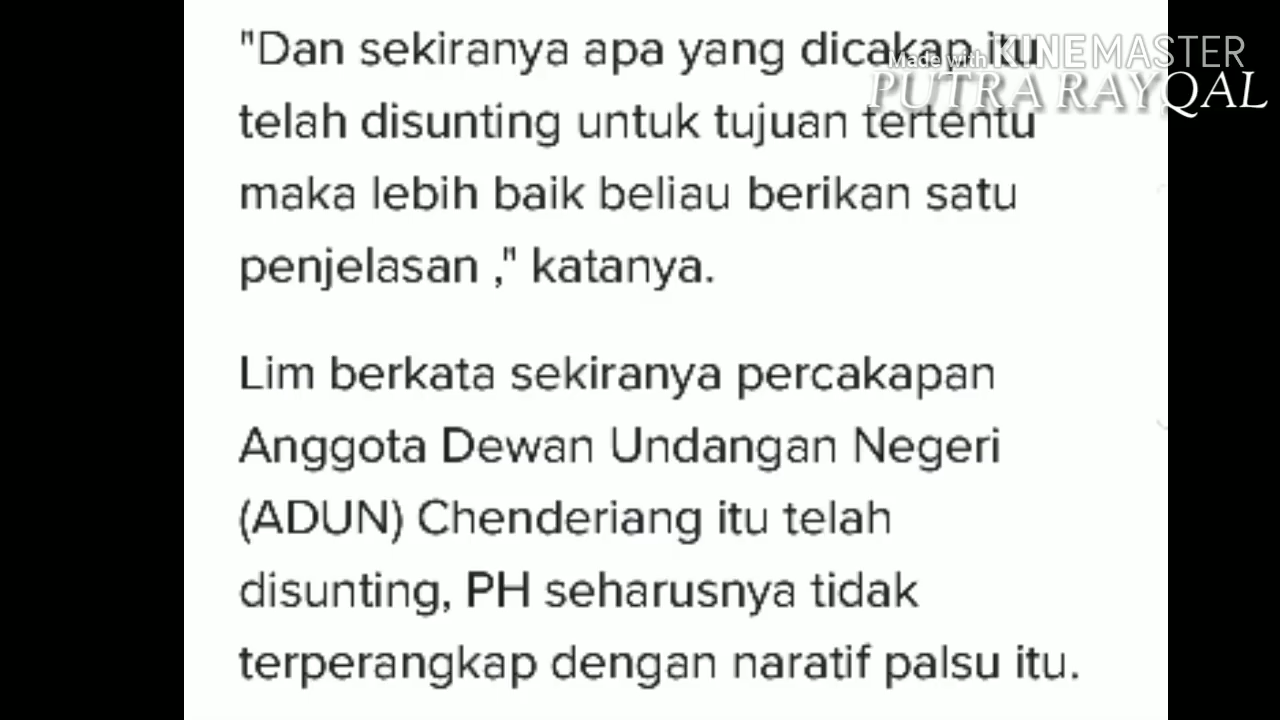 "Dan sekiranya apa yang dicakap itu
Made with KINEMASTER
PUTRA RAYQAL
telah disunting untuk tujuan tertentu
maka lebih baik beliau berikan satu
penjelasan ," katanya.
Lim berkata sekiranya percakapan
Anggota Dewan Undangan Negeri
(ADUN) Chenderiang itu telah
disunting, PH seharusnya tidak
terperangkap dengan naratif palsu itu.